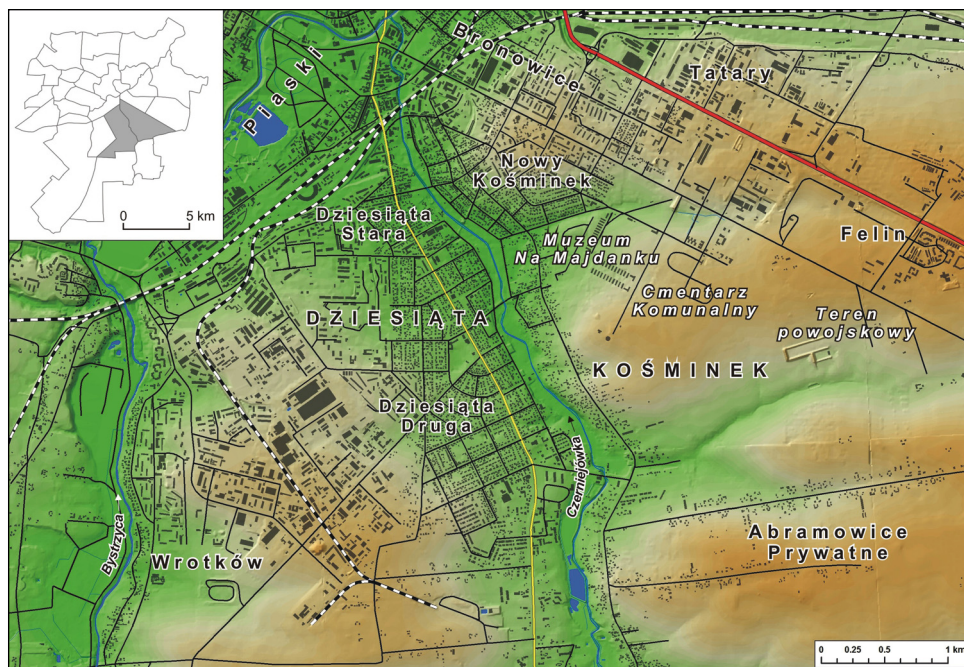 0 5 km
Piaski
Bronowice
Tatary
Nowy
Kośminek
Dziesiąta
Stara
Muzeum
Na Majdanku
Felin
Cmentarz
Komunalny
Teren
powojskowy
DZIESIĄTA
KOŚMINEK
Dziesiąta
Druga
Czerniejówka
Bystrzyca
Wrotków
Abramowice
Prywatne
0 0.25 0.5 1 km